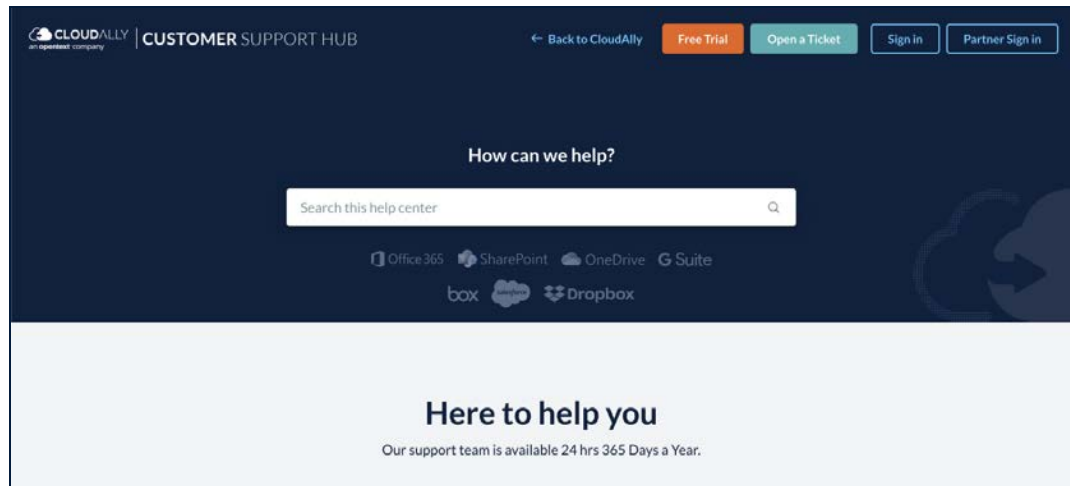 CLOUDALLY
an opentext company
CUSTOMER SUPPORT HUB
← Back to CloudAlly
Free Trial
Open a Ticket
Sign in
Partner Sign in
How can we help?
Search this help center
Office 365 SharePoint OneDrive G Suite
box salesforce Dropbox
Here to help you
Our support team is available 24 hrs 365 Days a Year.